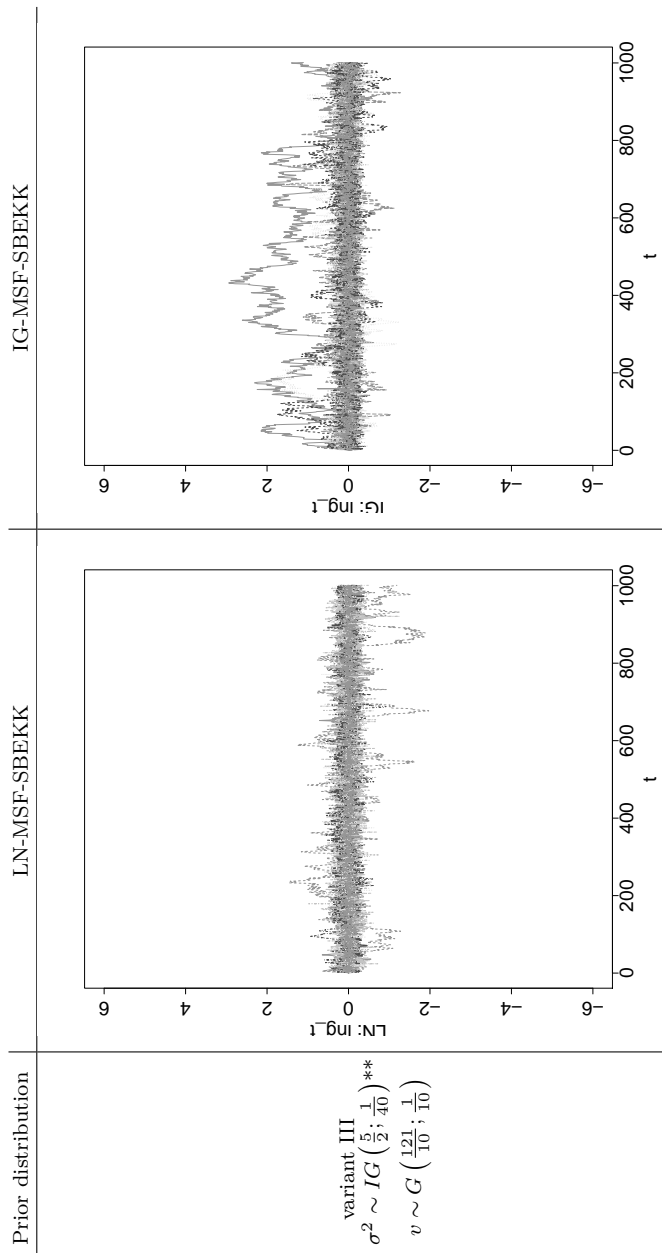 Prior distribution LN-MSF-SBEKK IG-MSF-SBEKK
variant III
σ² ∼ IG (5/2; 1/40)**
v ∼ G (121/10; 1/10)
LN: lng_t
6
4
2
0
−2
−4
−6
0 200 400 600 800 1000
t
IG: lng_t
6
4
2
0
−2
−4
−6
0 200 400 600 800 1000
t